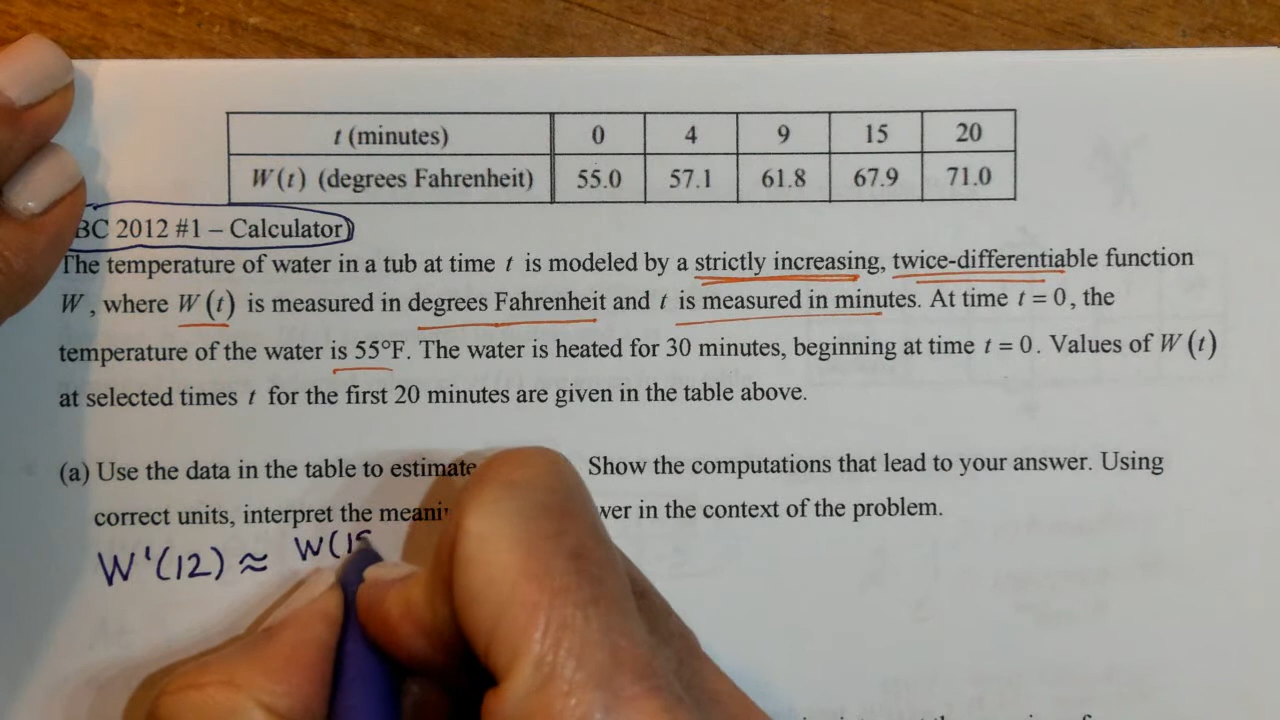 t (minutes) 0 4 9 15 20
W(t) (degrees Fahrenheit) 55.0 57.1 61.8 67.9 71.0
BC 2012 #1 – Calculator)
The temperature of water in a tub at time t is modeled by a strictly increasing, twice-differentiable function
W, where W(t) is measured in degrees Fahrenheit and t is measured in minutes. At time t = 0, the
temperature of the water is 55°F. The water is heated for 30 minutes, beginning at time t = 0. Values of W(t)
at selected times t for the first 20 minutes are given in the table above.
(a) Use the data in the table to estimate Show the computations that lead to your answer. Using
correct units, interpret the in the context of the problem.
W'(12) ≈ W(15